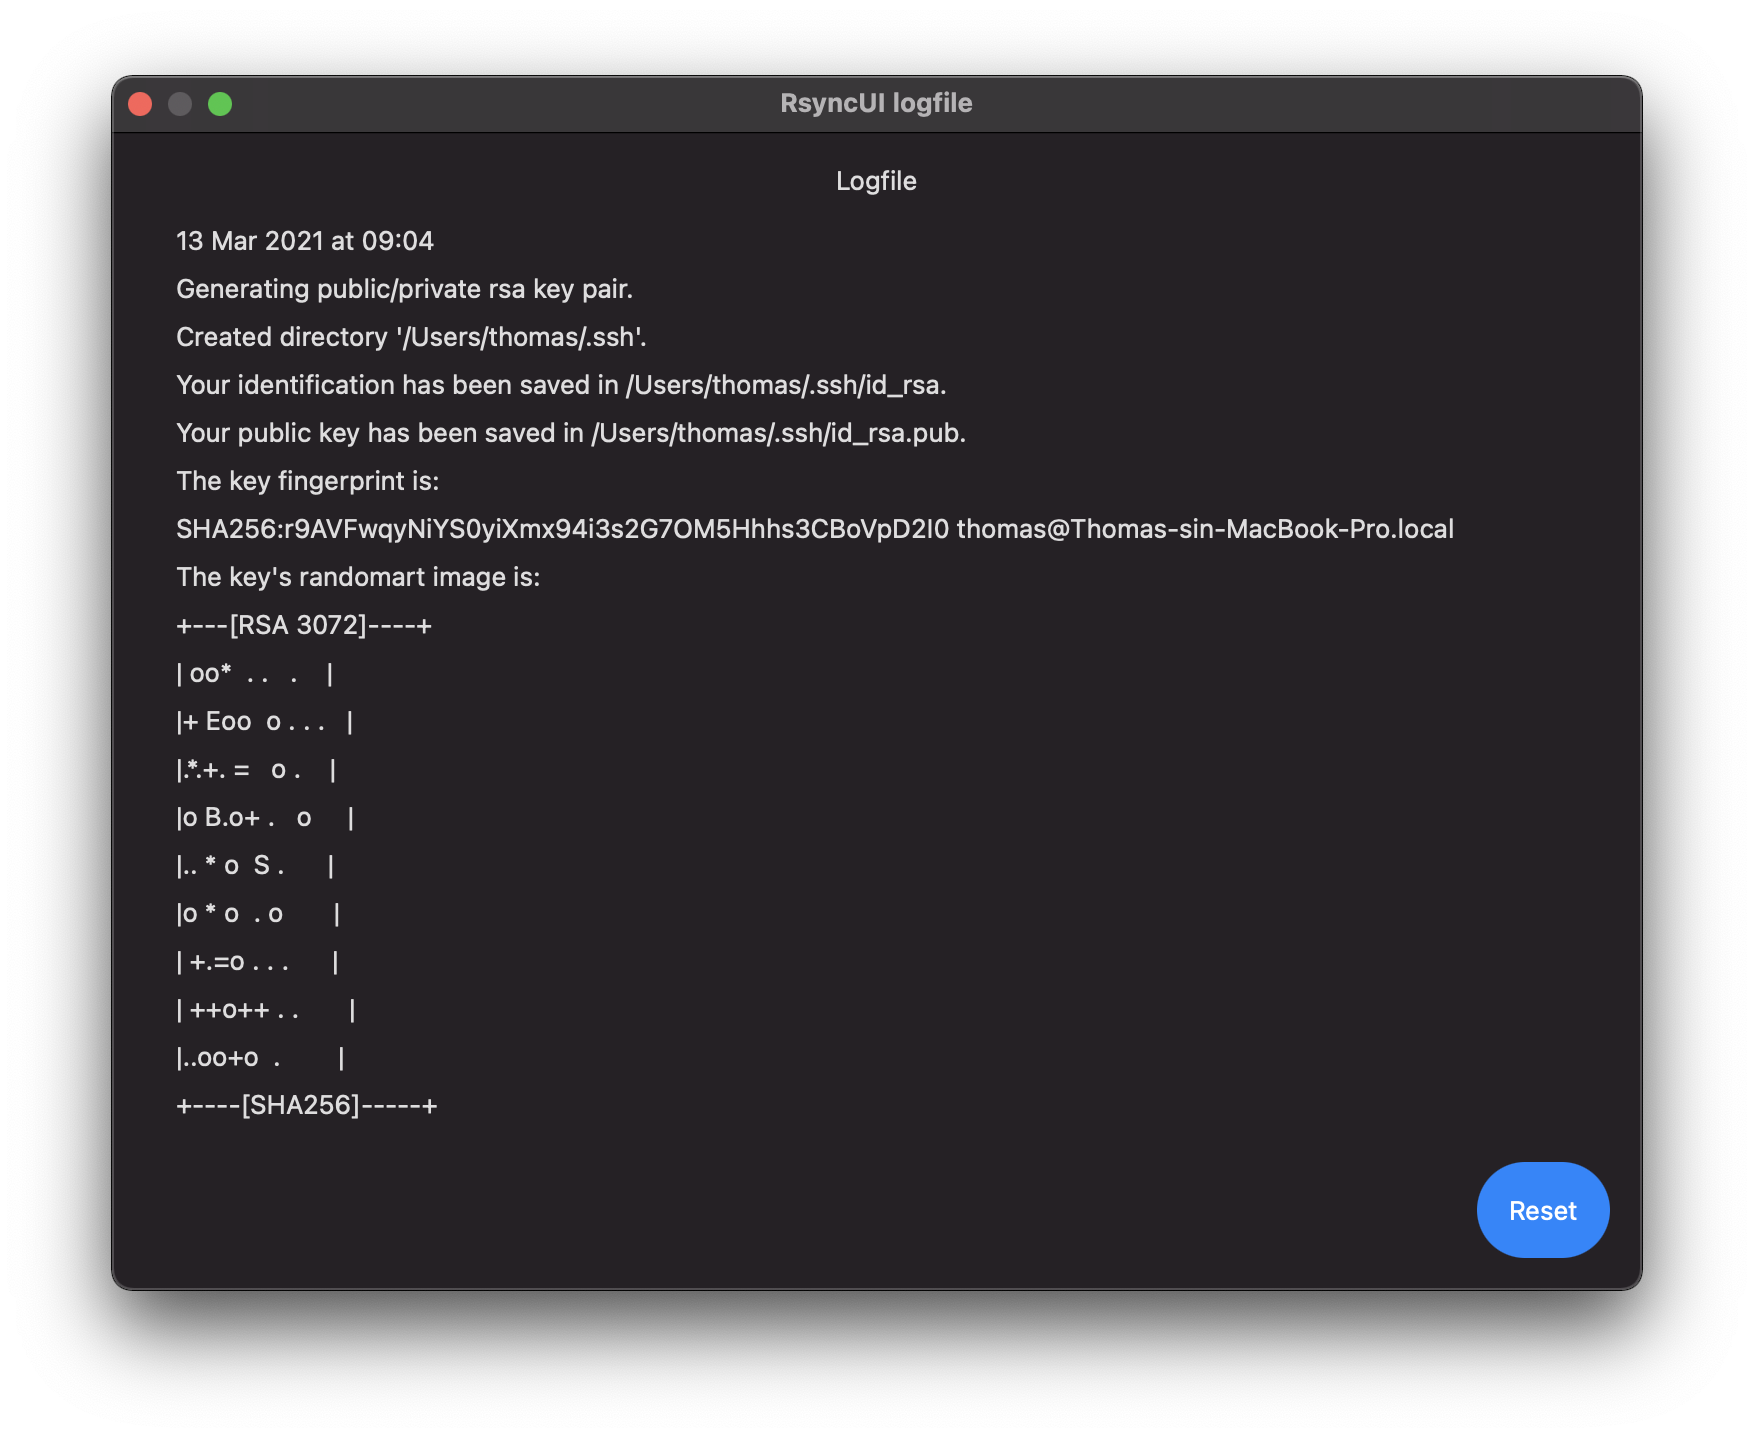 RsyncUI logfile
Logfile
13 Mar 2021 at 09:04
Generating public/private rsa key pair.
Created directory '/Users/thomas/.ssh'.
Your identification has been saved in /Users/thomas/.ssh/id_rsa.
Your public key has been saved in /Users/thomas/.ssh/id_rsa.pub.
The key fingerprint is:
SHA256:r9AVFwqyNiYS0yiXmx94i3s2G7OM5Hhhs3CBoVpD2I0 thomas@Thomas-sin-MacBook-Pro.local
The key's randomart image is:
+---[RSA 3072]----+
| oo*  . .   .    |
|+ Eoo  o . . .   |
|.*.+. =   o .    |
|o B.o+ .   o     |
|.. * o  S .      |
|o * o  . o       |
| +.=o . . .      |
| ++o++ . .       |
|..oo+o  .        |
+----[SHA256]-----+
Reset